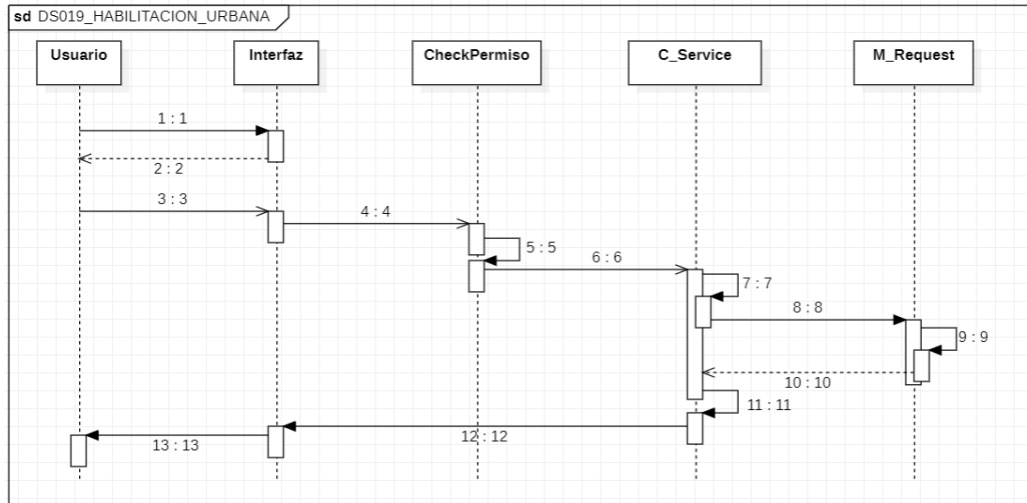 sd DS019_HABILITACION_URBANA
Usuario
Interfaz
CheckPermiso
C_Service
M_Request
1 : 1
2 : 2
3 : 3
4 : 4
5 : 5
6 : 6
7 : 7
8 : 8
9 : 9
10 : 10
11 : 11
12 : 12
13 : 13